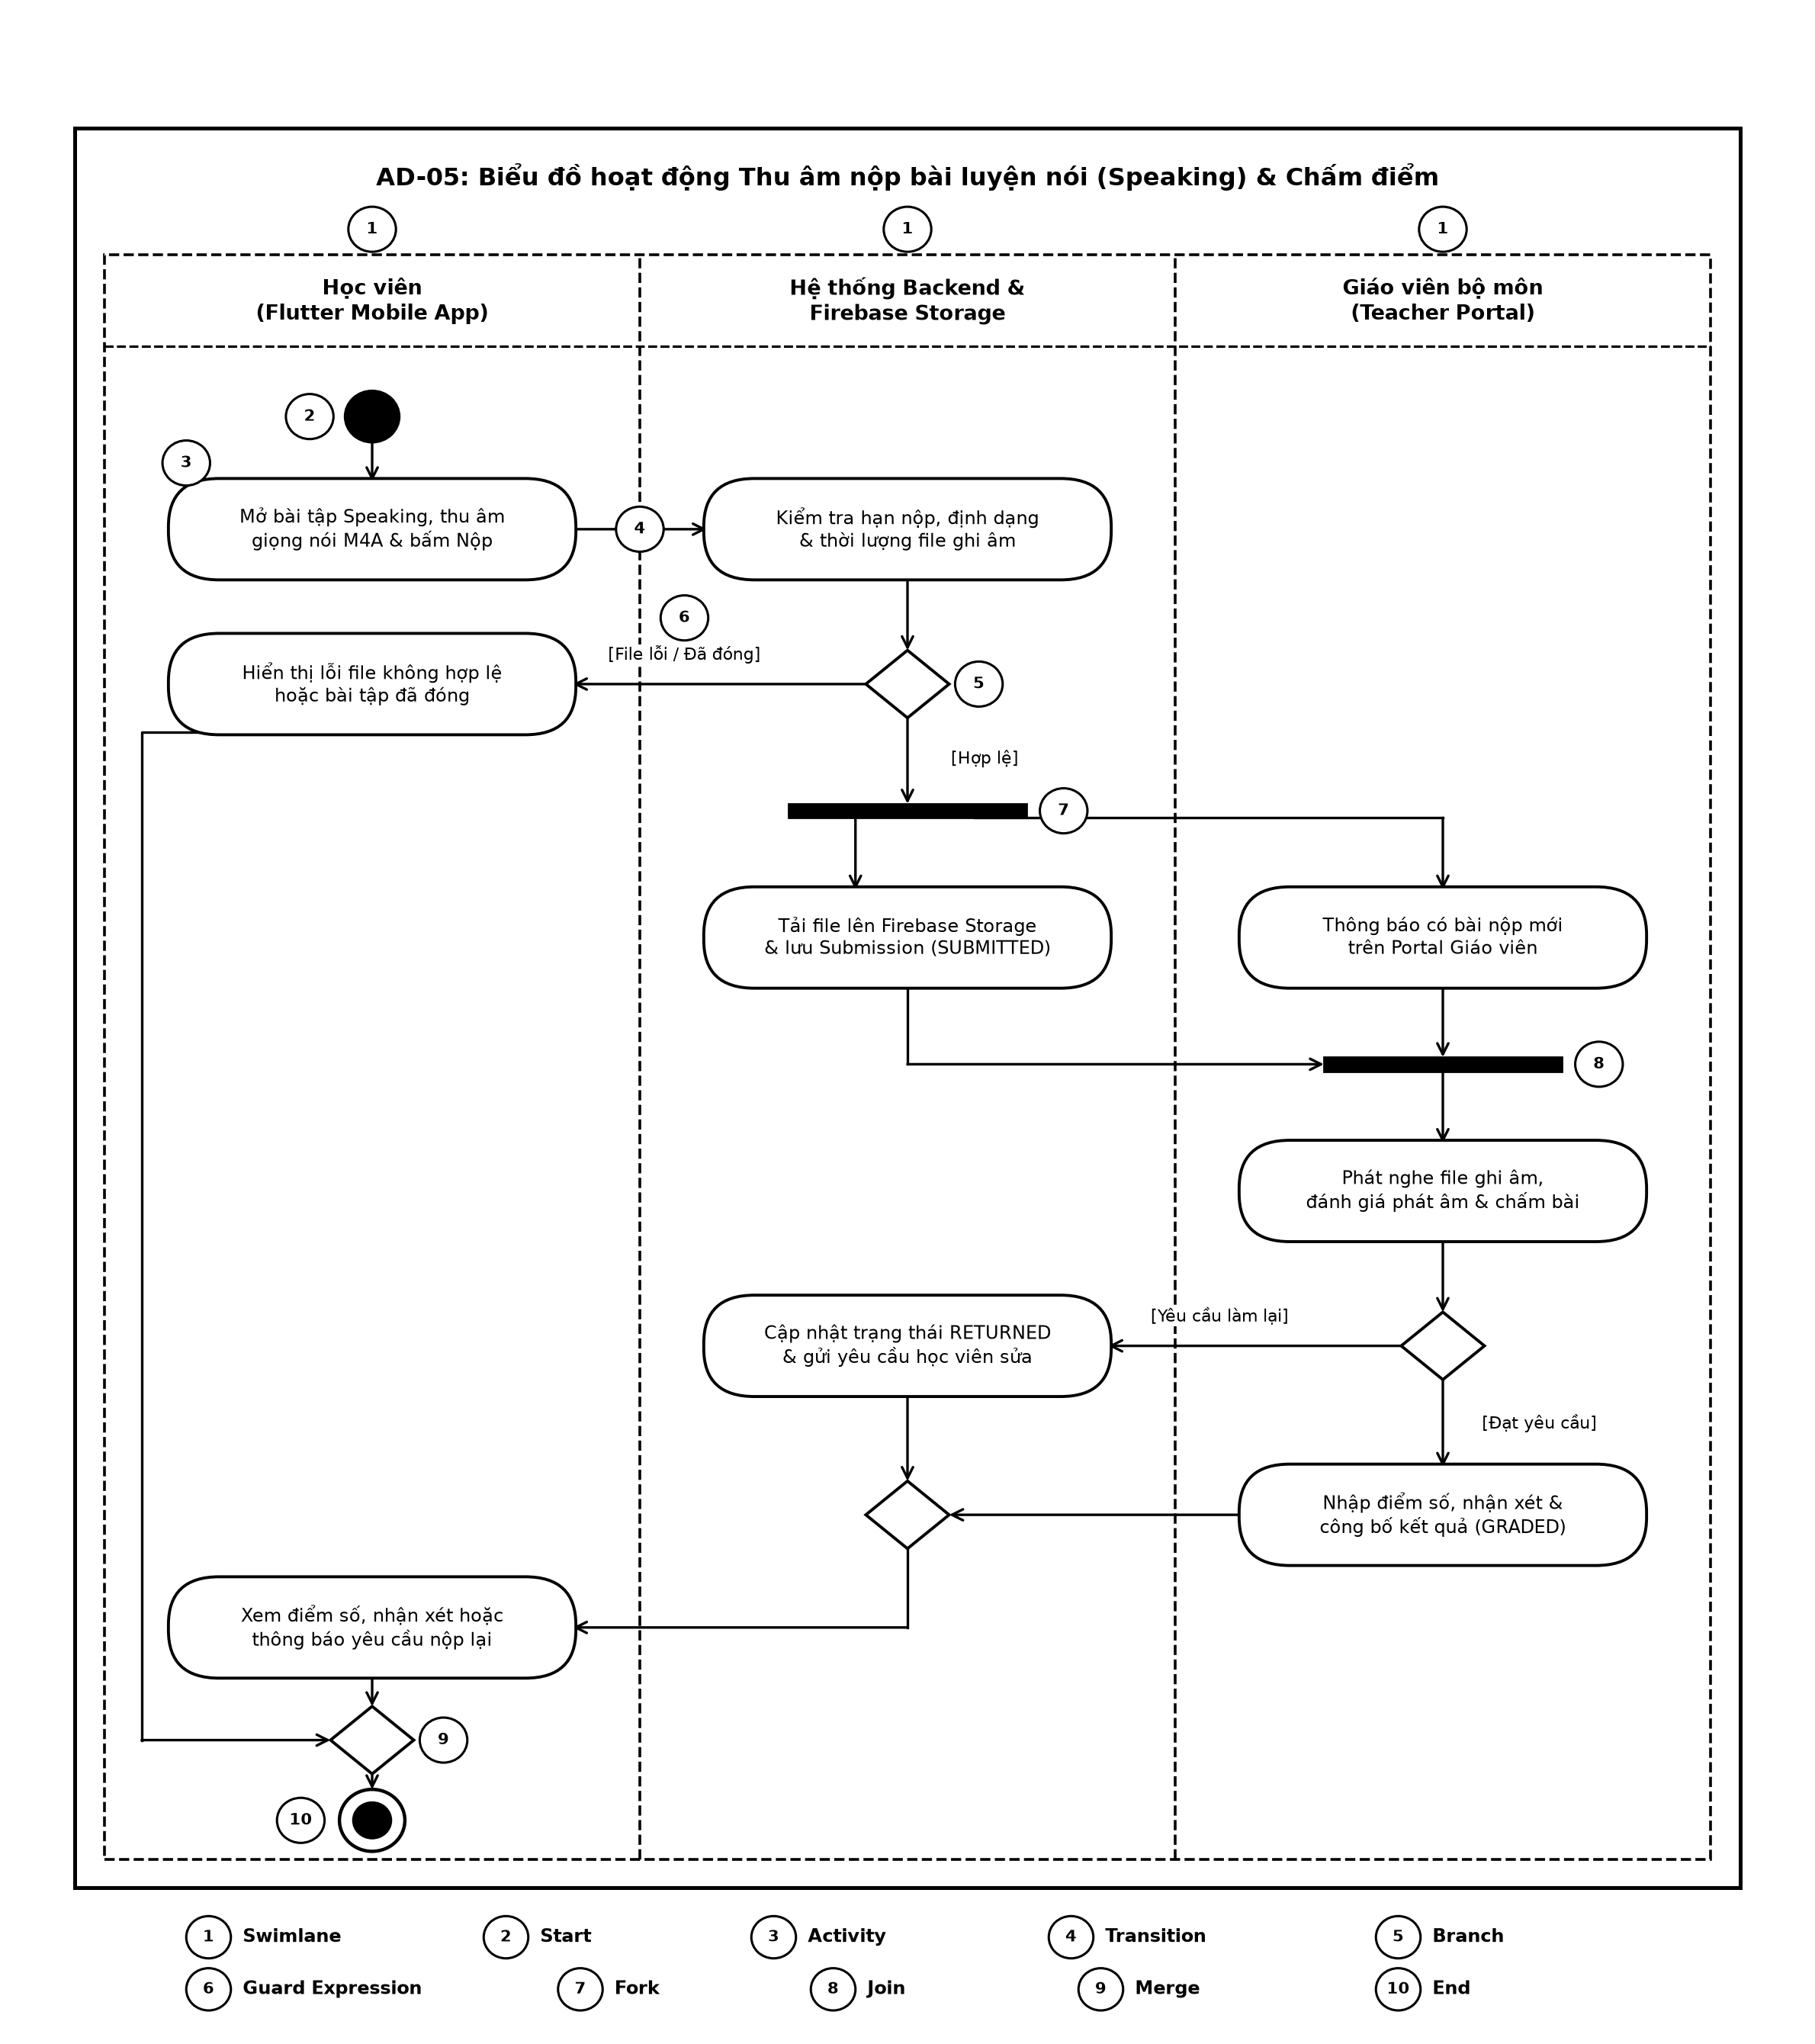 AD-05: Biểu đồ hoạt động Thu âm nộp bài luyện nói (Speaking) & Chấm điểm
1
1
1
Học viên
(Flutter Mobile App)
Hệ thống Backend &
Firebase Storage
Giáo viên bộ môn
(Teacher Portal)
2
3
Mở bài tập Speaking, thu âm
giọng nói M4A & bấm Nộp
4
Kiểm tra hạn nộp, định dạng
& thời lượng file ghi âm
6
[File lỗi / Đã đóng]
Hiển thị lỗi file không hợp lệ
hoặc bài tập đã đóng
5
[Hợp lệ]
7
Tải file lên Firebase Storage
& lưu Submission (SUBMITTED)
Thông báo có bài nộp mới
trên Portal Giáo viên
8
Phát nghe file ghi âm,
đánh giá phát âm & chấm bài
[Yêu cầu làm lại]
Cập nhật trạng thái RETURNED
& gửi yêu cầu học viên sửa
[Đạt yêu cầu]
Nhập điểm số, nhận xét &
công bố kết quả (GRADED)
Xem điểm số, nhận xét hoặc
thông báo yêu cầu nộp lại
9
10
1 Swimlane
2 Start
3 Activity
4 Transition
5 Branch
6 Guard Expression
7 Fork
8 Join
9 Merge
10 End